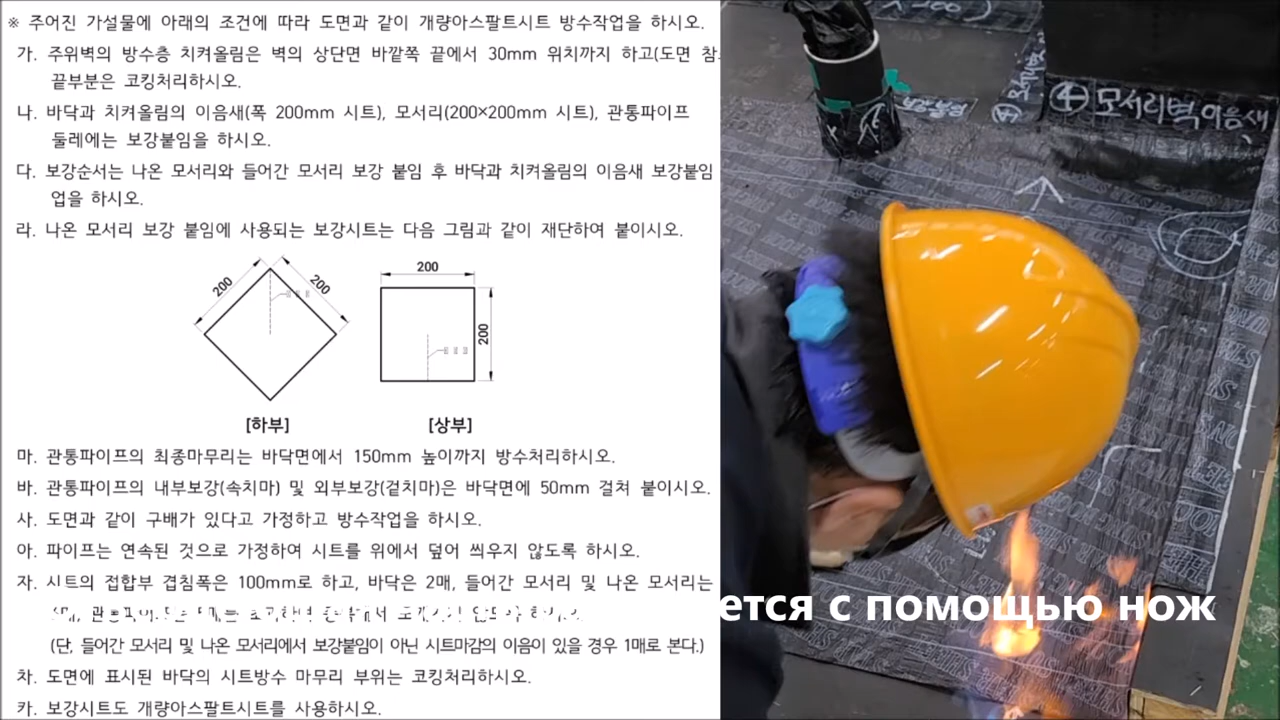 ※ 주어진 가설물에 아래의 조건에 따라 도면과 같이 개량아스팔트시트 방수작업을 하시오.
가. 주위벽의 방수층 치켜올림은 벽의 상단면 바깥쪽 끝에서 30mm 위치까지 하고(도면 참
끝부분은 코킹처리하시오.
나. 바닥과 치켜올림의 이음새(폭 200mm 시트), 모서리(200×200mm 시트), 관통파이프
둘레에는 보강붙임을 하시오.
다. 보강순서는 나온 모서리와 들어간 모서리 보강 붙임 후 바닥과 치켜올림의 이음새 보강붙임
업을 하시오.
라. 나온 모서리 보강 붙임에 사용되는 보강시트는 다음 그림과 같이 재단하여 붙이시오.
200 200 200 200
[하부] [상부]
마. 관통파이프의 최종마무리는 바닥면에서 150mm 높이까지 방수처리하시오.
바. 관통파이프의 내부보강(속치마) 및 외부보강(겉치마)은 바닥면에 50mm 걸쳐 붙이시오.
사. 도면과 같이 구배가 있다고 가정하고 방수작업을 하시오.
아. 파이프는 연속된 것으로 가정하여 시트를 위에서 덮어 씌우지 않도록 하시오.
자. 시트의 접합부 겹침폭은 100mm로 하고, 바닥은 2매, 들어간 모서리 및 나온 모서리는
(단, 들어간 모서리 및 나온 모서리에서 보강붙임이 아닌 시트마감의 이음이 있을 경우 1매로 본다.)
차. 도면에 표시된 바닥의 시트방수 마무리 부위는 코킹처리하시오.
카. 보강시트도 개량아스팔트시트를 사용하시오.
④ 모서리벽 이음새
ется с помощью нож